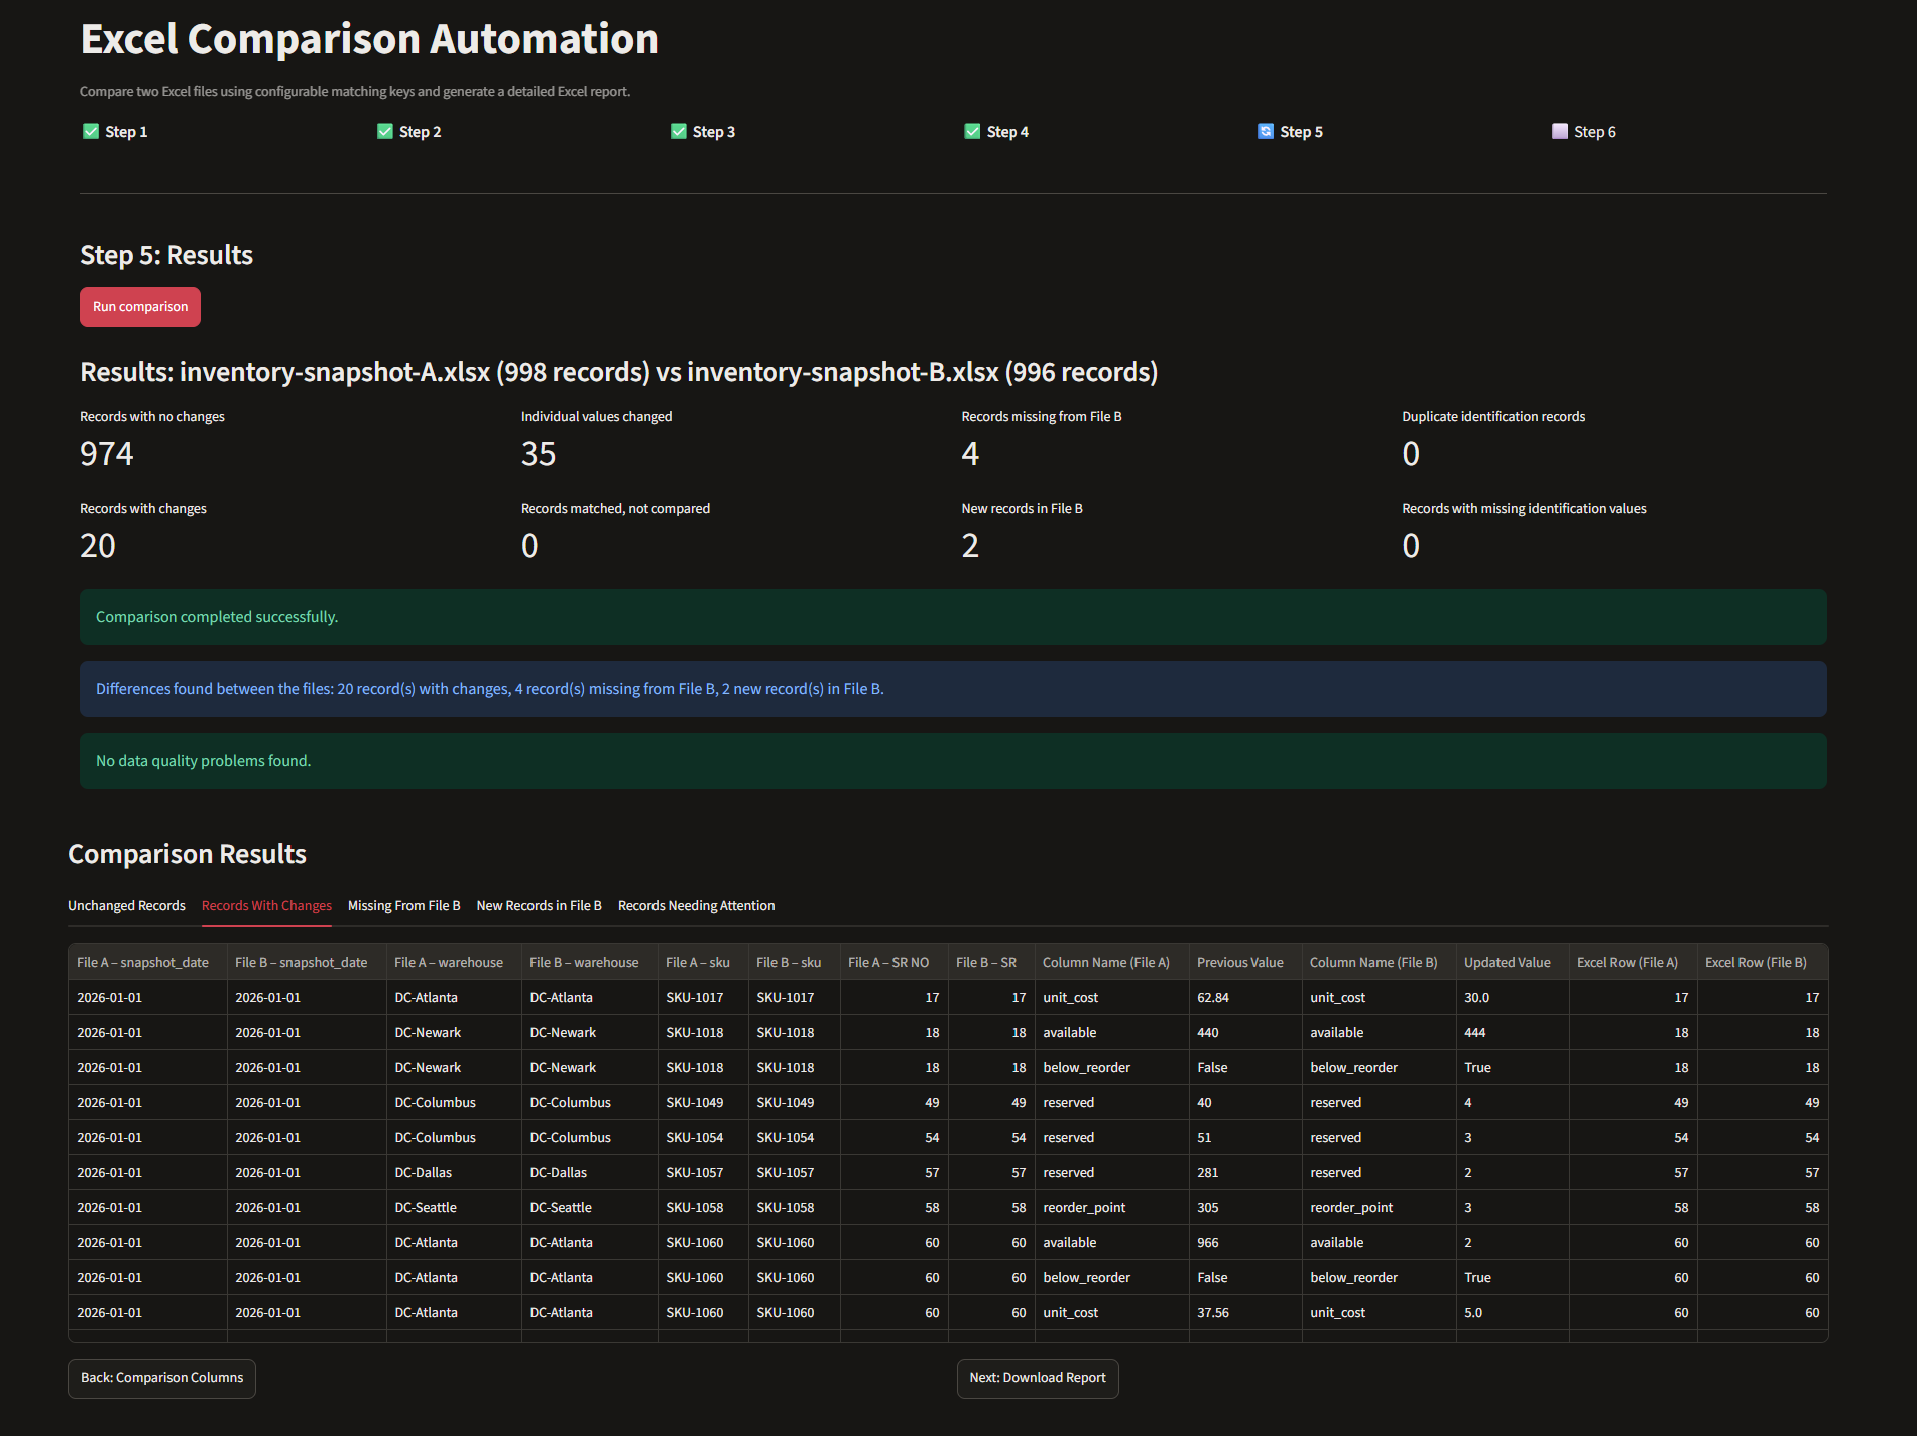 Excel Comparison Automation
Compare two Excel files using configurable matching keys and generate a detailed Excel report.
Step 1 Step 2 Step 3 Step 4 Step 5 Step 6
Step 5: Results
Run comparison
Results: inventory-snapshot-A.xlsx (998 records) vs inventory-snapshot-B.xlsx (996 records)
Records with no changes Individual values changed Records missing from File B Duplicate identification records
974 35 4 0
Records with changes Records matched, not compared New records in File B Records with missing identification values
20 0 2 0
Comparison completed successfully.
Differences found between the files: 20 record(s) with changes, 4 record(s) missing from File B, 2 new record(s) in File B.
No data quality problems found.
Comparison Results
Unchanged Records Records With Changes Missing From File B New Records in File B Records Needing Attention
File A – snapshot_date File B – snapshot_date File A – warehouse File B – warehouse File A – sku File B – sku File A – SR NO File B – SR Column Name (File A) Previous Value Column Name (File B) Updated Value Excel Row (File A) Excel Row (File B)
2026-01-01 2026-01-01 DC-Atlanta DC-Atlanta SKU-1017 SKU-1017 17 17 unit_cost 62.84 unit_cost 30.0 17 17
2026-01-01 2026-01-01 DC-Newark DC-Newark SKU-1018 SKU-1018 18 18 available 440 available 444 18 18
2026-01-01 2026-01-01 DC-Newark DC-Newark SKU-1018 SKU-1018 18 18 below_reorder False below_reorder True 18 18
2026-01-01 2026-01-01 DC-Columbus DC-Columbus SKU-1049 SKU-1049 49 49 reserved 40 reserved 4 49 49
2026-01-01 2026-01-01 DC-Columbus DC-Columbus SKU-1054 SKU-1054 54 54 reserved 51 reserved 3 54 54
2026-01-01 2026-01-01 DC-Dallas DC-Dallas SKU-1057 SKU-1057 57 57 reserved 281 reserved 2 57 57
2026-01-01 2026-01-01 DC-Seattle DC-Seattle SKU-1058 SKU-1058 58 58 reorder_point 305 reorder_point 3 58 58
2026-01-01 2026-01-01 DC-Atlanta DC-Atlanta SKU-1060 SKU-1060 60 60 available 966 available 2 60 60
2026-01-01 2026-01-01 DC-Atlanta DC-Atlanta SKU-1060 SKU-1060 60 60 below_reorder False below_reorder True 60 60
2026-01-01 2026-01-01 DC-Atlanta DC-Atlanta SKU-1060 SKU-1060 60 60 unit_cost 37.56 unit_cost 5.0 60 60
Back: Comparison Columns Next: Download Report